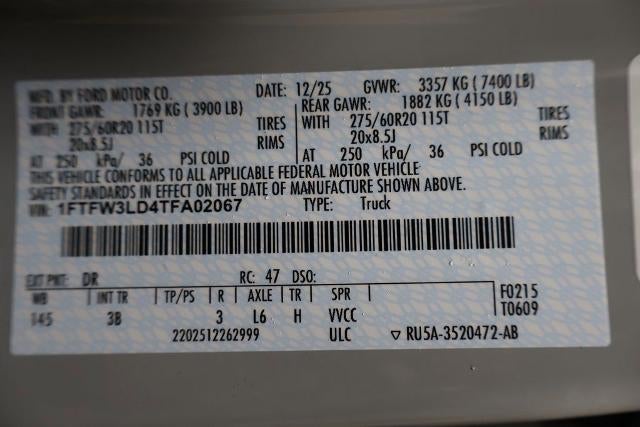 MFD. BY FORD MOTOR CO. DATE: 12/25 GVWR: 3357 KG ( 7400 LB)
FRONT GAWR: 1769 KG ( 3900 LB) REAR GAWR: 1882 KG ( 4150 LB)
WITH 275/60R20 115T TIRES WITH 275/60R20 115T TIRES
20x8.5J RIMS 20x8.5J RIMS
AT 250 kPa/ 36 PSI COLD AT 250 kPa/ 36 PSI COLD
THIS VEHICLE CONFORMS TO ALL APPLICABLE FEDERAL MOTOR VEHICLE
SAFETY STANDARDS IN EFFECT ON THE DATE OF MANUFACTURE SHOWN ABOVE.
VIN: 1FTFW3LD4TFA02067 TYPE: Truck
EXT PNT: DR RC: 47 DSO:
WB INT TR TP/PS R AXLE TR SPR F0215
145 3B 3 L6 H VVCC T0609
2202512262999 ULC ▽ RU5A-3520472-AB